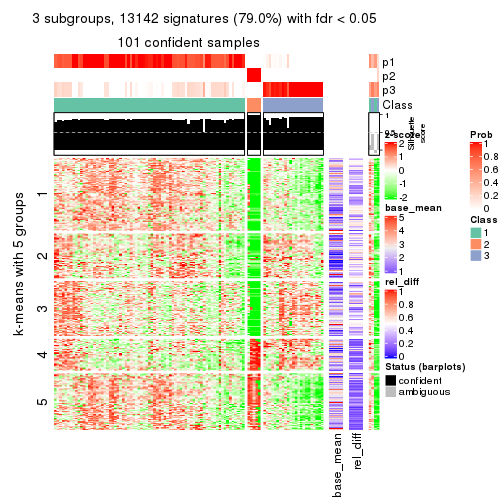 3 subgroups, 13142 signatures (79.0%) with fdr < 0.05
101 confident samples
p1
p2
p3
Class
1
0.5
Silhouette
score
k-means with 5 groups
1
2
3
4
5
base_mean
rel_diff
z-score
2
1
0
-1
-2
base_mean
5
4
3
2
1
rel_diff
1
0.8
0.6
0.4
0.2
0
Status (barplots)
confident
ambiguous
Prob
1
0.8
0.6
0.4
0.2
0
Class
1
2
3